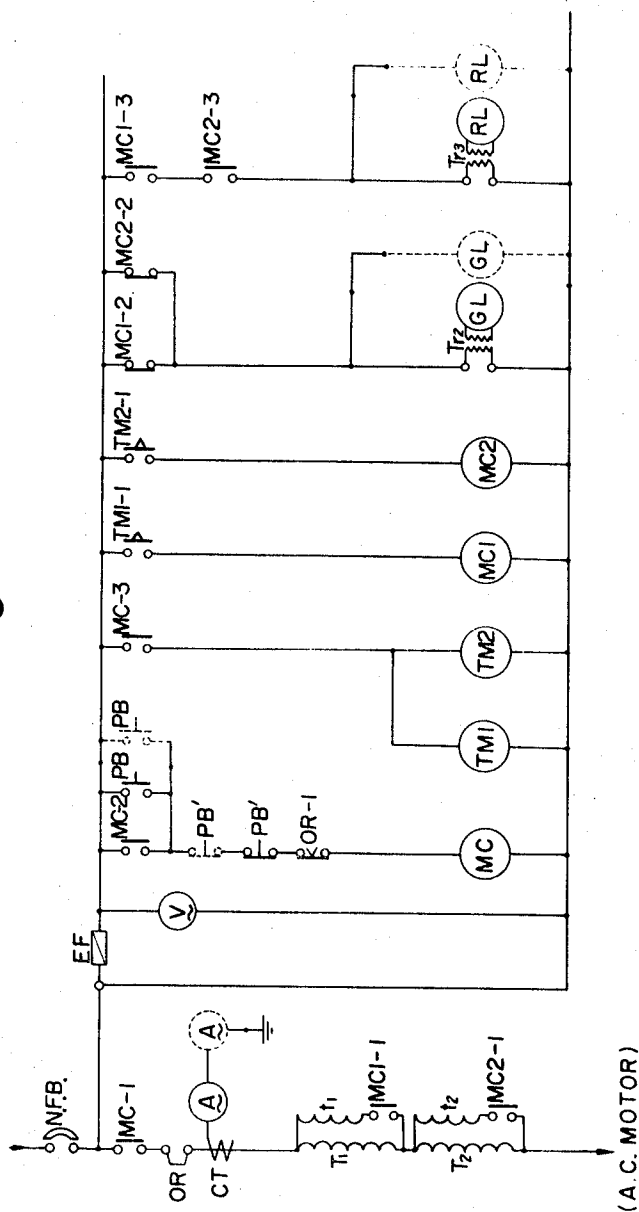 N.F.B.
EF
MC-1
OR
CT
A
A
T1
t1
MC1-1
T2
t2
MC2-1
(A.C. MOTOR)
V
MC-2
PB
PB
PB'
PB'
OR-1
MC
MC-3
TM1
TM2
TM1-1
MC1
TM2-1
MC2
MC1-2
MC2-2
Tr2
GL
GL
MC1-3
MC2-3
Tr3
RL
RL